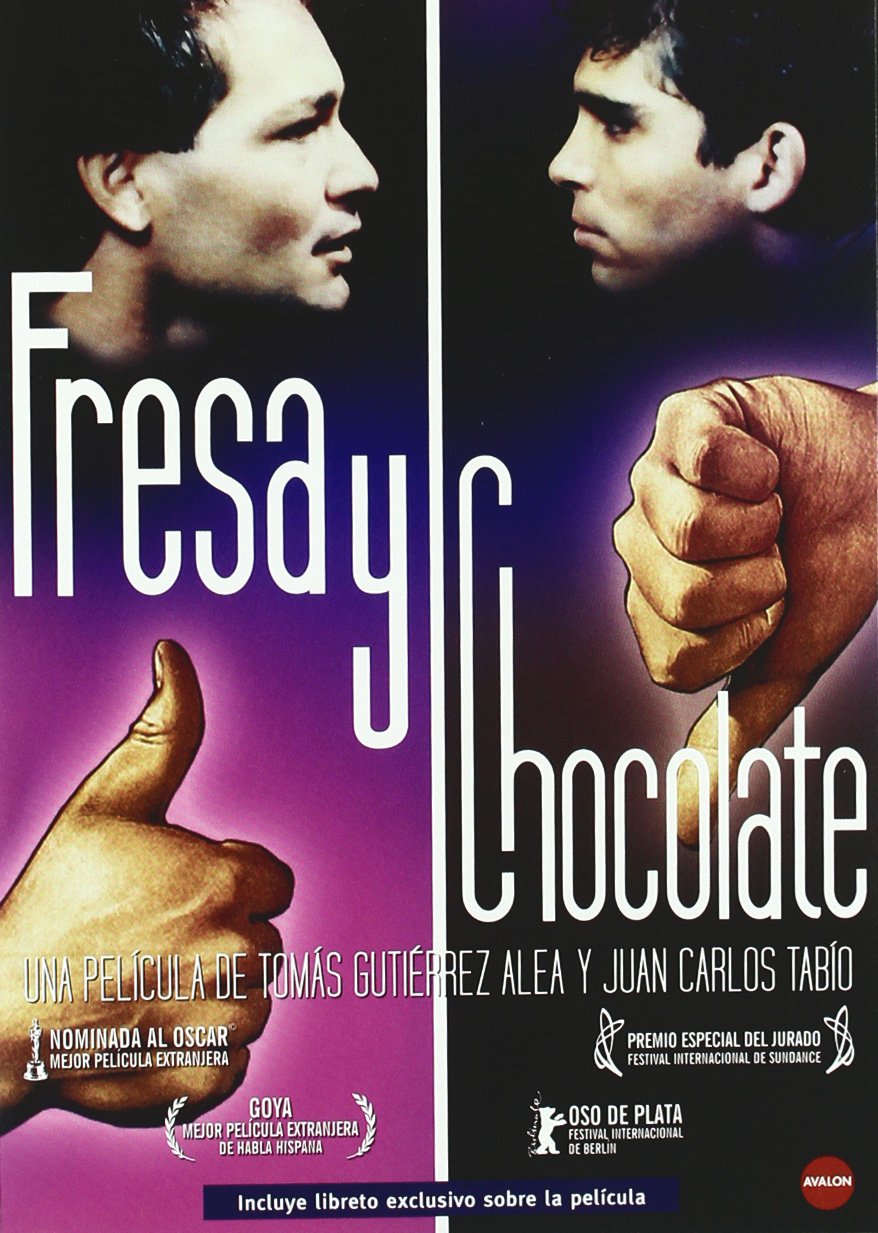 Fresa y
Chocolate
UNA PELÍCULA DE TOMÁS GUTIÉRREZ ALEA Y JUAN CARLOS TABÍO
NOMINADA AL OSCAR©
MEJOR PELÍCULA EXTRANJERA
PREMIO ESPECIAL DEL JURADO
FESTIVAL INTERNACIONAL DE SUNDANCE
GOYA
MEJOR PELÍCULA EXTRANJERA
DE HABLA HISPANA
OSO DE PLATA
FESTIVAL INTERNACIONAL
DE BERLIN
Incluye libreto exclusivo sobre la película
AVALON